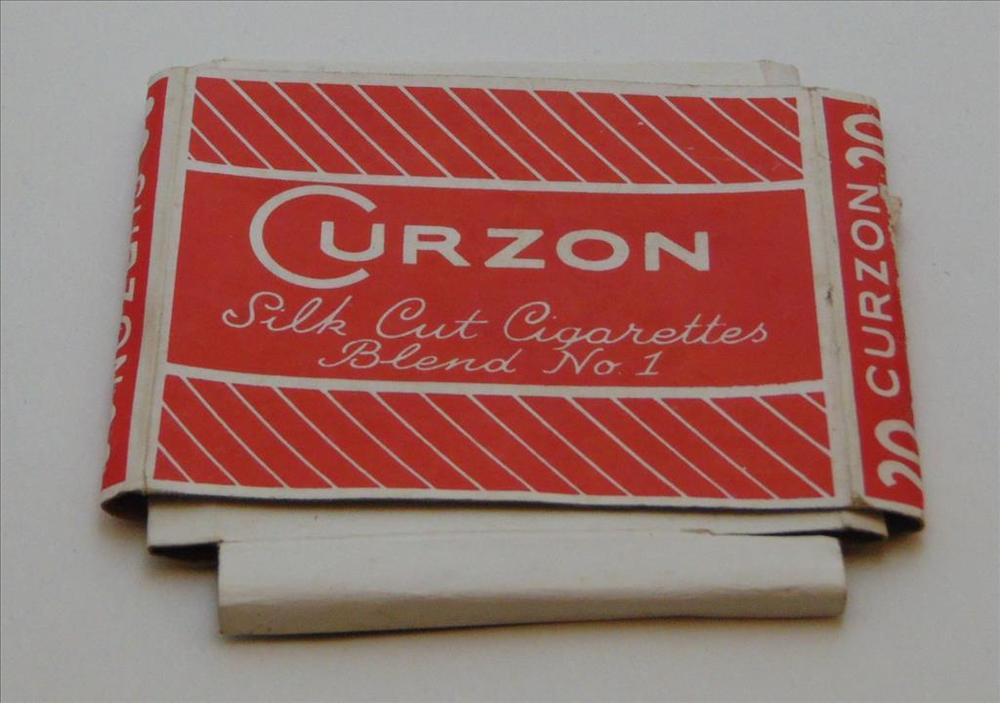 CURZON
Silk Cut Cigarettes
Blend No. 1
20 CURZON 20